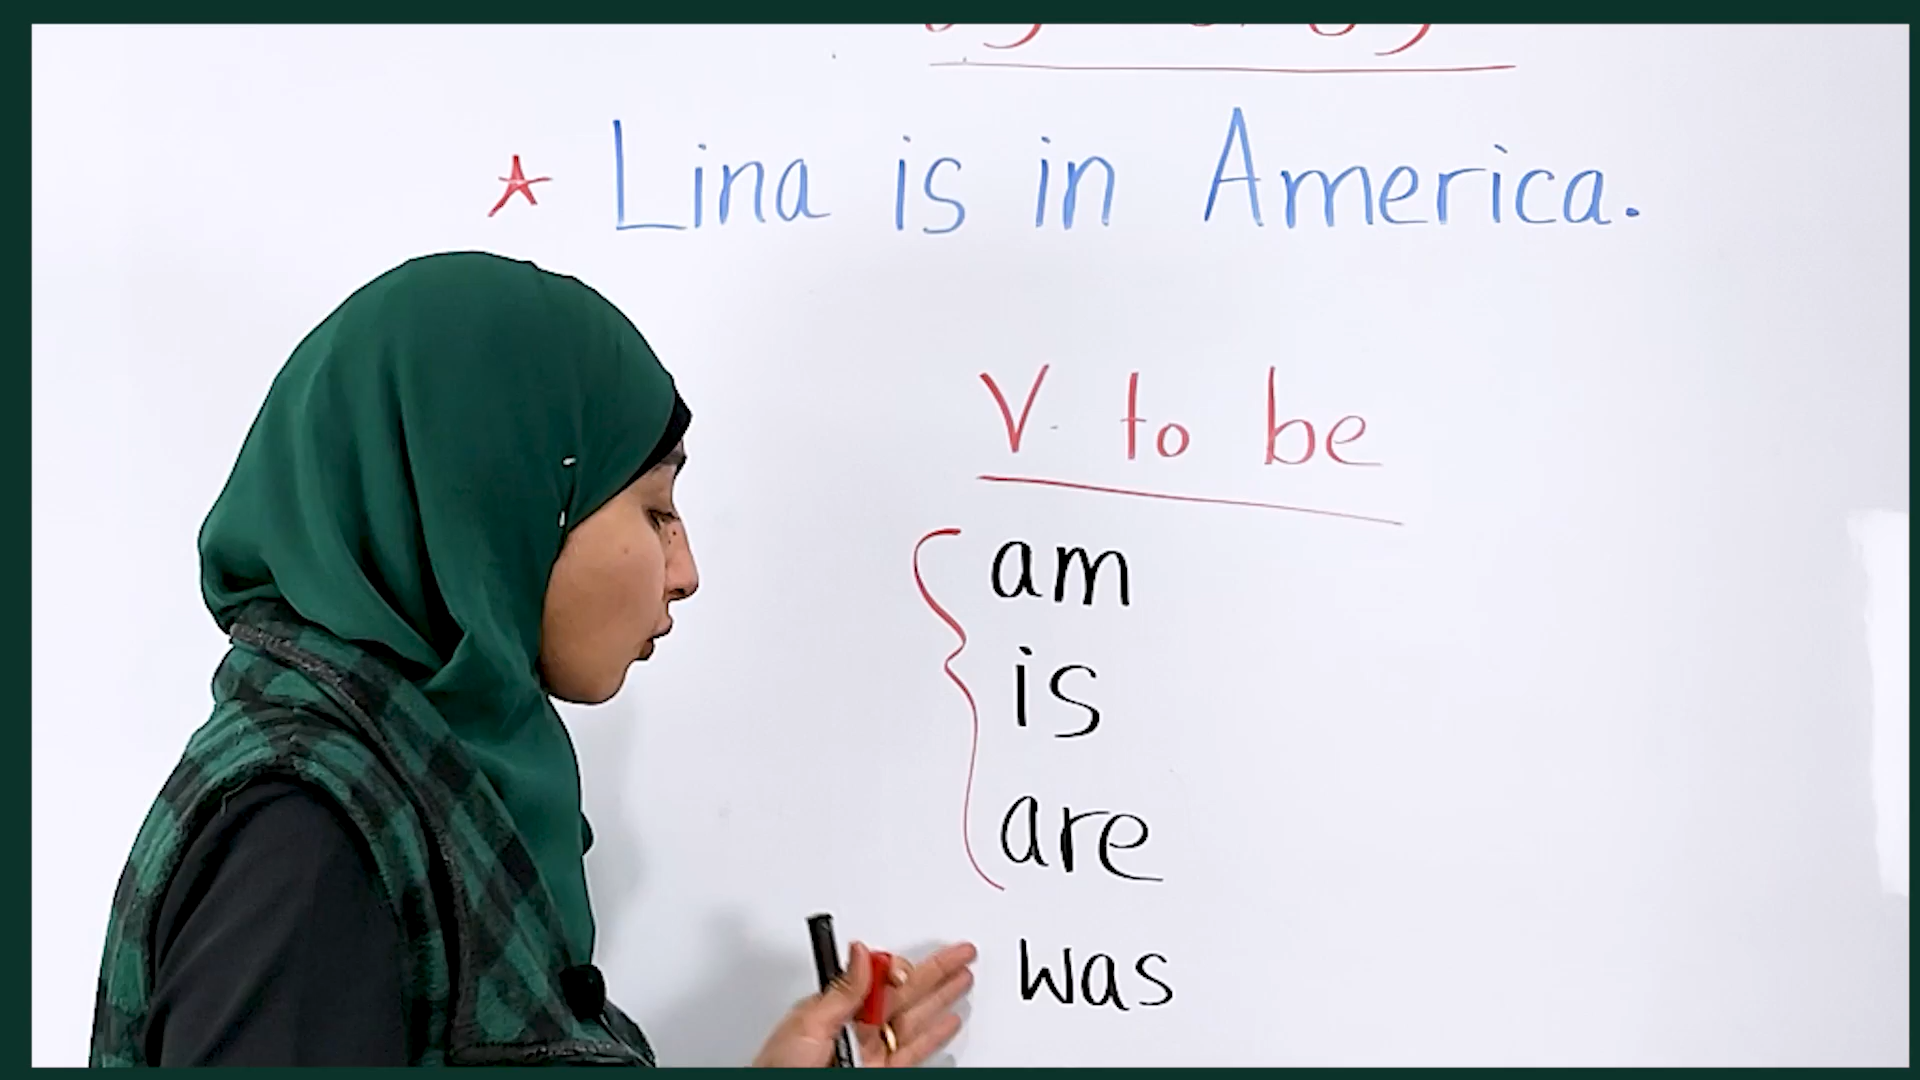 Lina is in America.
V. to be
am
is
are
was